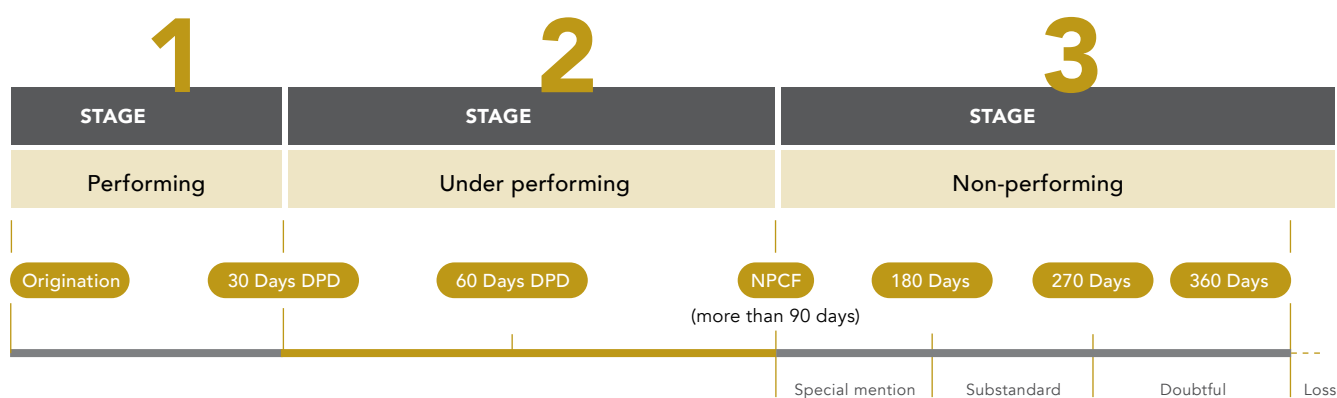 1 2 3
STAGE STAGE STAGE
Performing Under performing Non-performing
Origination 30 Days DPD 60 Days DPD NPCF 180 Days 270 Days 360 Days
(more than 90 days)
Special mention Substandard Doubtful Loss